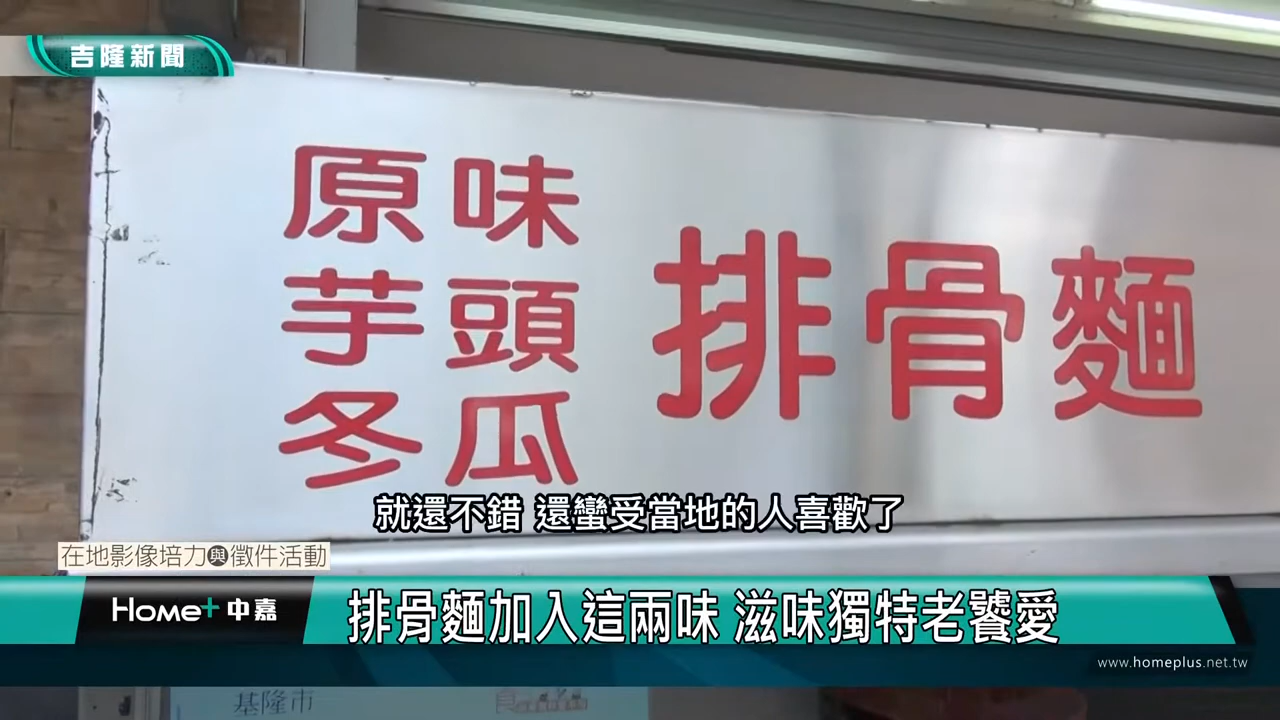 吉隆新聞
原味
芋頭
冬瓜
排骨麵
就還不錯 還蠻受當地的人喜歡了
在地影像培力與徵件活動
Home+中嘉
排骨麵加入這兩味 滋味獨特老饕愛
www.homeplus.net.tw
基隆市